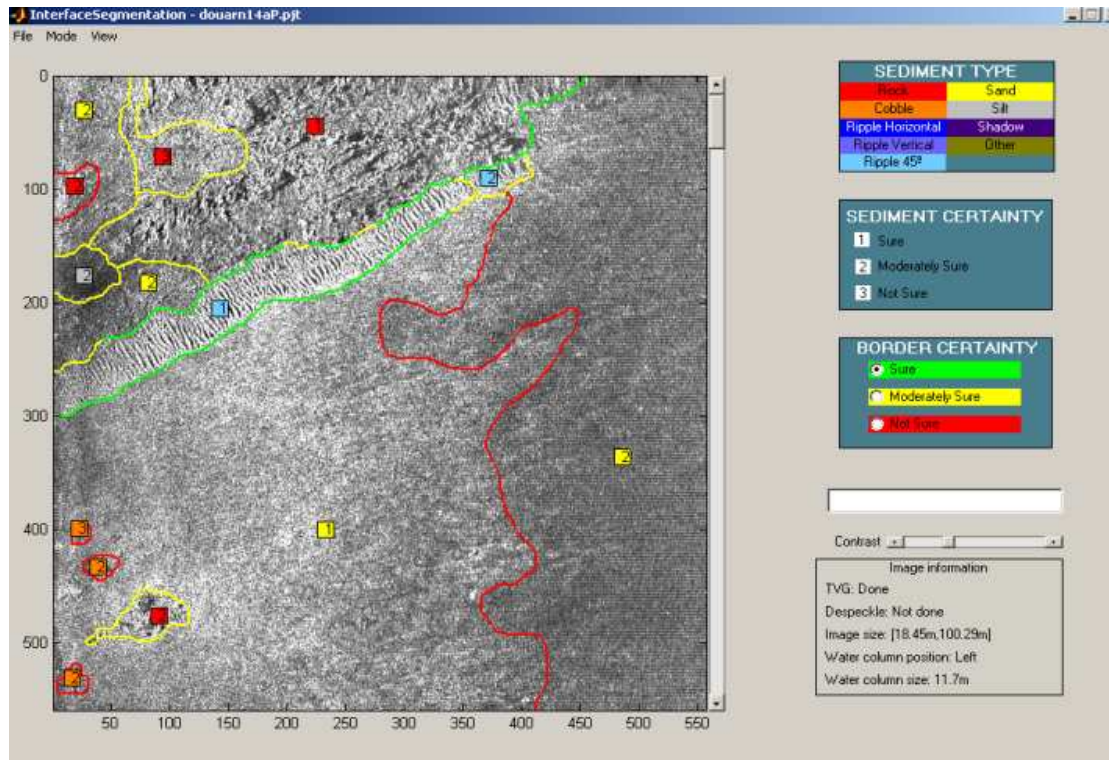 InterfaceSegmentation - douarn14aP.pjt
File Mode View
0
100
200
300
400
500
50 100 150 200 250 300 350 400 450 500 550
2
2
2
2
1
2
3
2
1
2
2
SEDIMENT TYPE
Rock Sand
Cobble Silt
Ripple Horizontal Shadow
Ripple Vertical Other
Ripple 45º
SEDIMENT CERTAINTY
1 Sure
2 Moderately Sure
3 Not Sure
BORDER CERTAINTY
Sure
Moderately Sure
Not Sure
Contrast
Image information
TVG: Done
Despeckle: Not done
Image size: [18.45m,100.29m]
Water column position: Left
Water column size: 11.7m